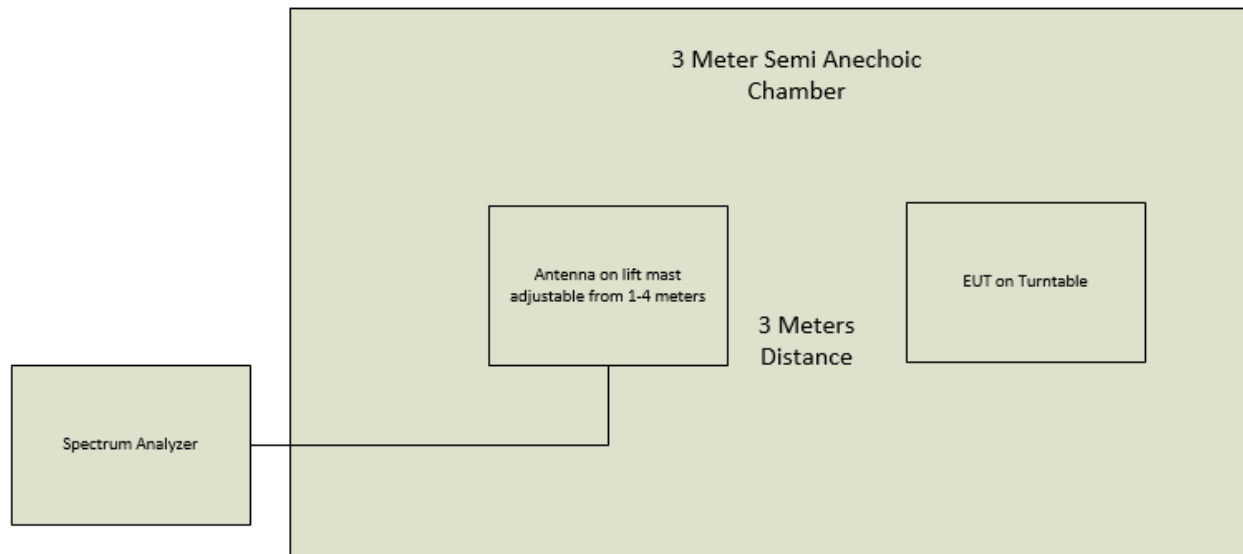 3 Meter Semi Anechoic
Chamber
Antenna on lift mast
adjustable from 1-4 meters
EUT on Turntable
3 Meters
Distance
Spectrum Analyzer